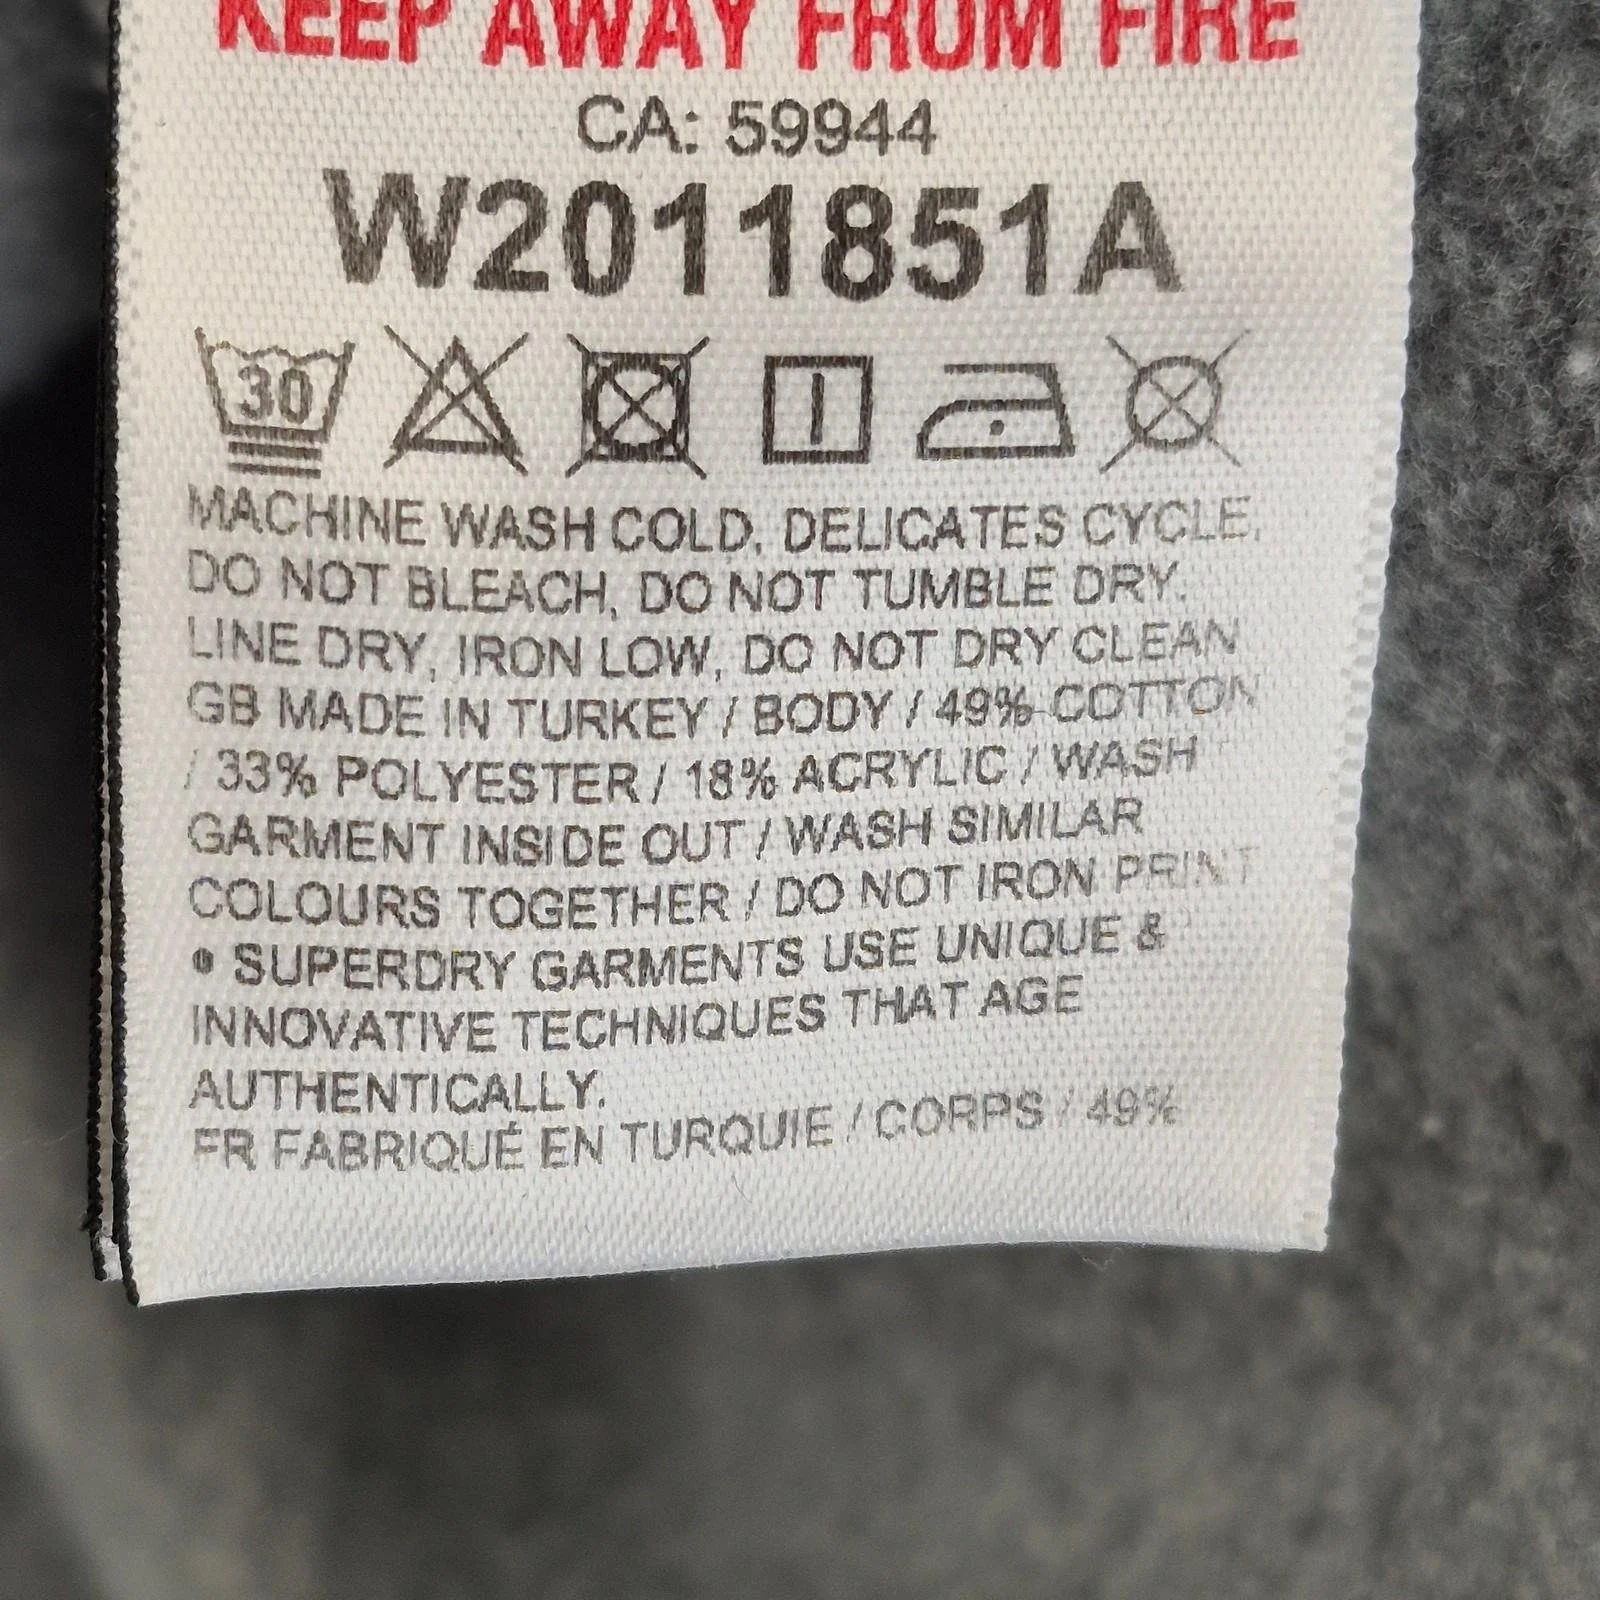 KEEP AWAY FROM FIRE
CA: 59944
W2011851A
30
MACHINE WASH COLD, DELICATES CYCLE,
DO NOT BLEACH, DO NOT TUMBLE DRY.
LINE DRY, IRON LOW, DO NOT DRY CLEAN
GB MADE IN TURKEY / BODY / 49% COTTON
/ 33% POLYESTER / 18% ACRYLIC / WASH
GARMENT INSIDE OUT / WASH SIMILAR
COLOURS TOGETHER / DO NOT IRON PRINT
• SUPERDRY GARMENTS USE UNIQUE &
INNOVATIVE TECHNIQUES THAT AGE
AUTHENTICALLY.
FR FABRIQUÉ EN TURQUIE / CORPS / 49%